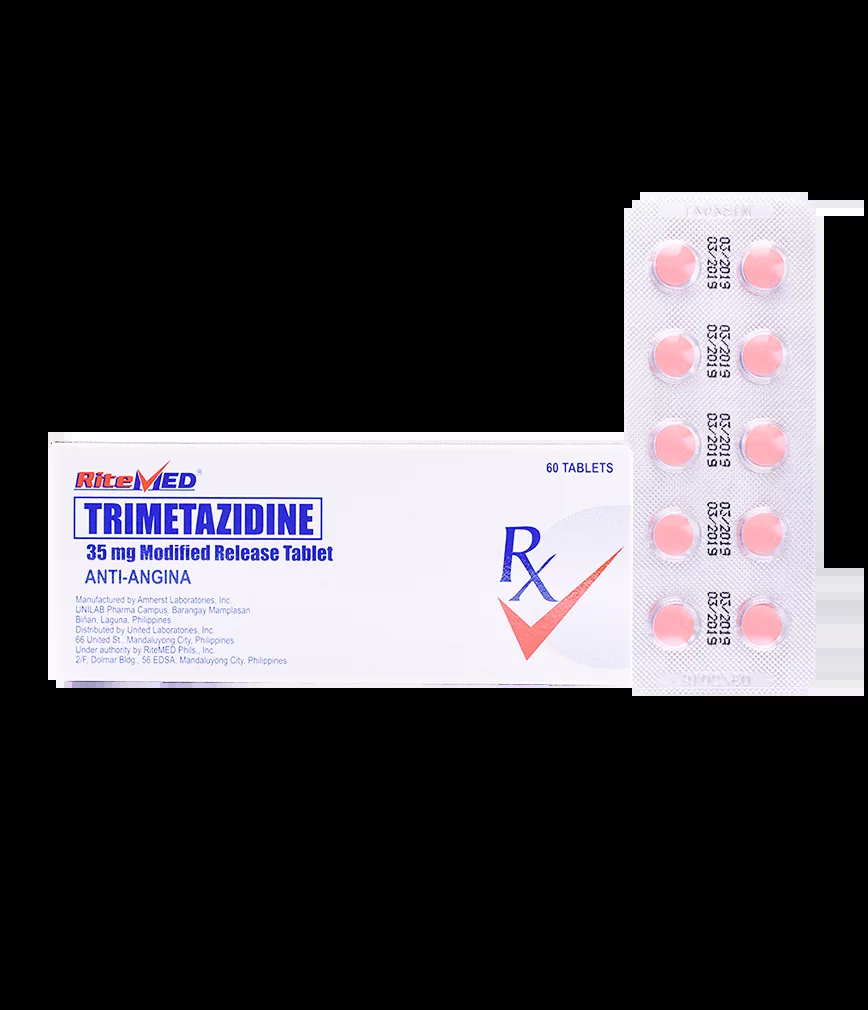 RiteMED®
60 TABLETS
TRIMETAZIDINE
35 mg Modified Release Tablet
ANTI-ANGINA
Rx
Manufactured by Amherst Laboratories, Inc.
UNILAB Pharma Campus, Barangay Mamplasan
Biñan, Laguna, Philippines
Distributed by United Laboratories, Inc.
66 United St., Mandaluyong City, Philippines
Under authority by RiteMED Phils., Inc.
2/F, Dolmar Bldg., 56 EDSA, Mandaluyong City, Philippines
03/2019
03/2019
03/2019
03/2019
03/2019
03/2019
03/2019
03/2019
03/2019
03/2019